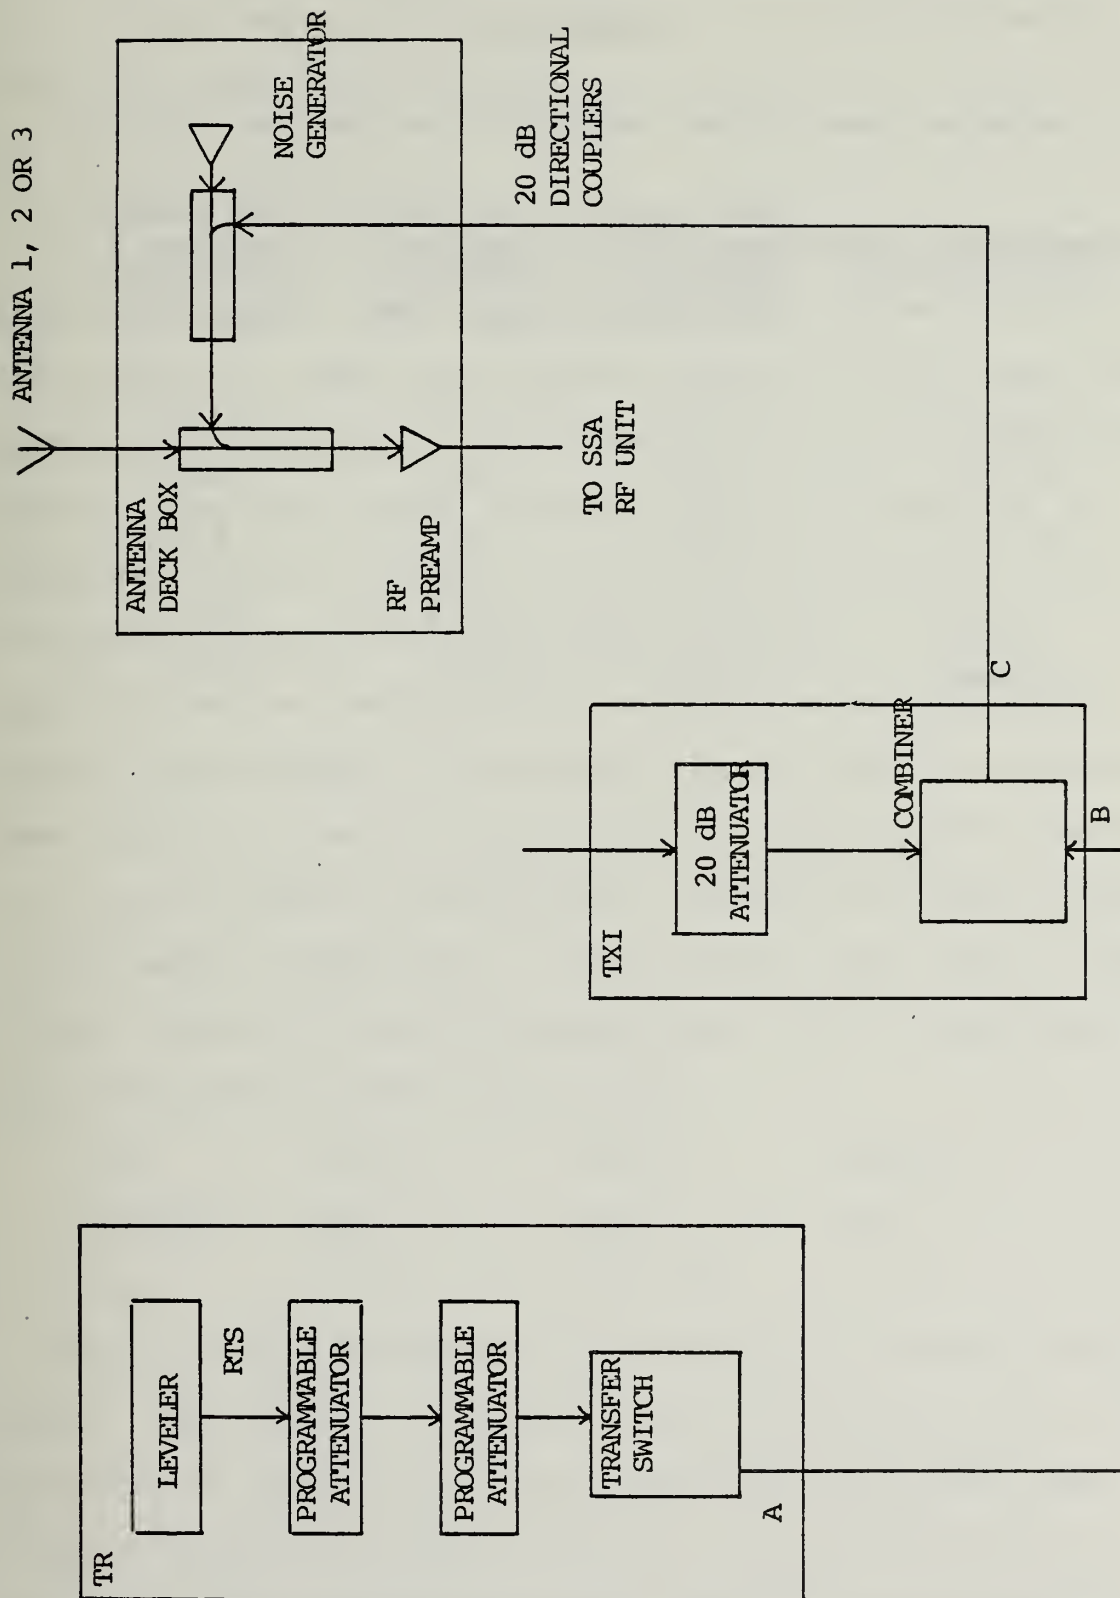 ANTENNA 1, 2 OR 3
ANTENNA
DECK BOX
NOISE
GENERATOR
RF
PREAMP
20 dB
DIRECTIONAL
COUPLERS
TO SSA
RF UNIT
TXI
20 dB
ATTENUATOR
COMBINER
C
B
TR
LEVELER
RTS
PROGRAMMABLE
ATTENUATOR
PROGRAMMABLE
ATTENUATOR
TRANSFER
SWITCH
A